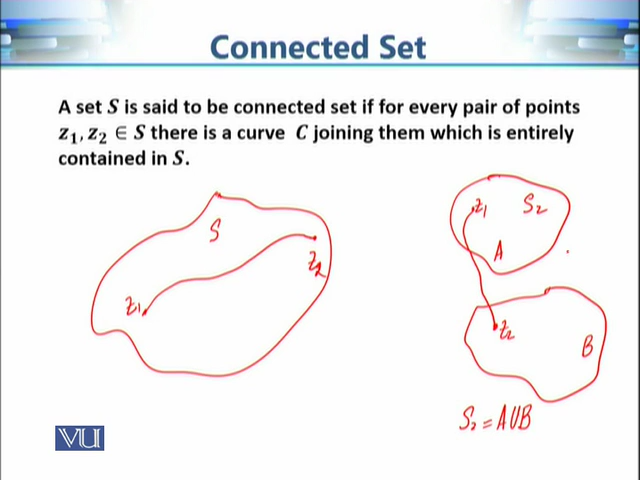 Connected Set
A set S is said to be connected set if for every pair of points
z₁, z₂ ∈ S there is a curve C joining them which is entirely
contained in S.
S
z₁
z₂
z₁
S₂
A
z₂
B
S₂ = A∪B
VU